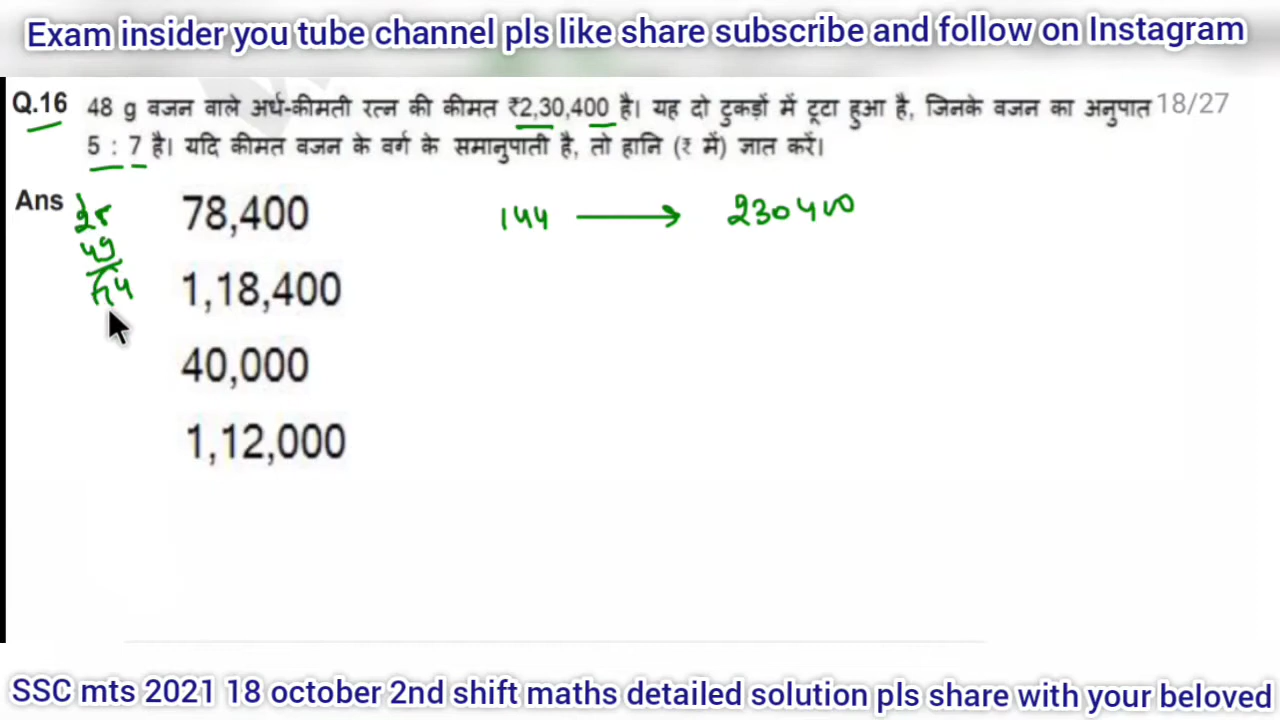 Exam insider you tube channel pls like share subscribe and follow on Instagram
Q.16 48 g वजन वाले अर्ध-कीमती रत्न की कीमत ₹2,30,400 है। यह दो टुकड़ों में टूटा हुआ है, जिनके वजन का अनुपात 18/27
5 : 7 है। यदि कीमत वजन के वर्ग के समानुपाती है, तो हानि (₹ में) ज्ञात करें।
Ans 78,400
144 → 230400
25
49
74
1,18,400
40,000
1,12,000
SSC mts 2021 18 october 2nd shift maths detailed solution pls share with your beloved